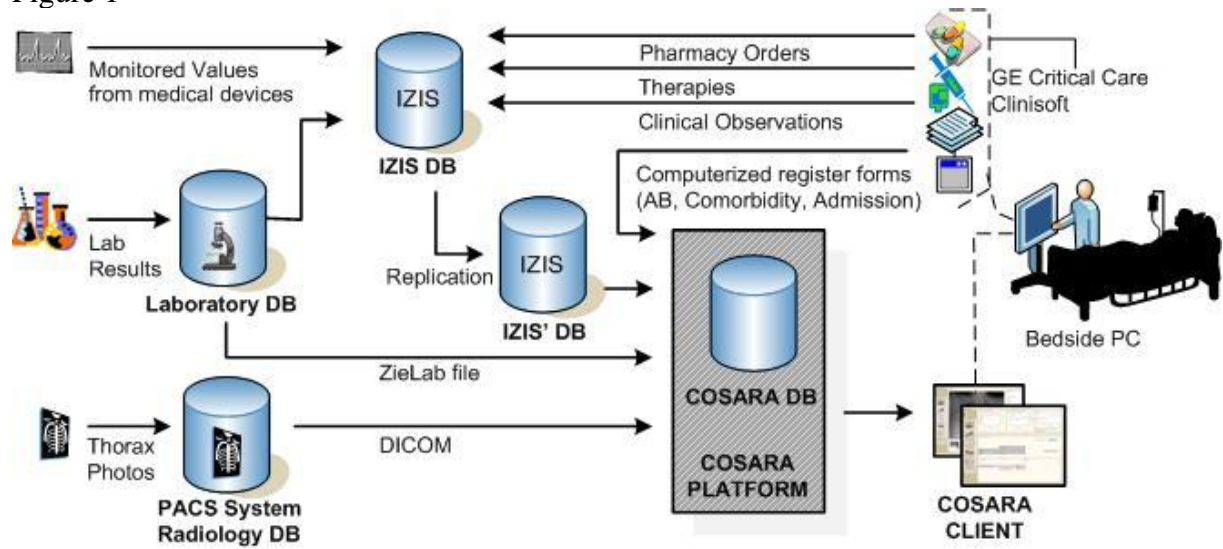 Figure 1
Monitored Values
from medical devices
IZIS
IZIS DB
Pharmacy Orders
Therapies
Clinical Observations
GE Critical Care
Clinisoft
Computerized register forms
(AB, Comorbidity, Admission)
Lab
Results
Laboratory DB
Replication
IZIS
IZIS' DB
Bedside PC
ZieLab file
COSARA DB
Thorax
Photos
DICOM
PACS System
Radiology DB
COSARA
PLATFORM
COSARA
CLIENT